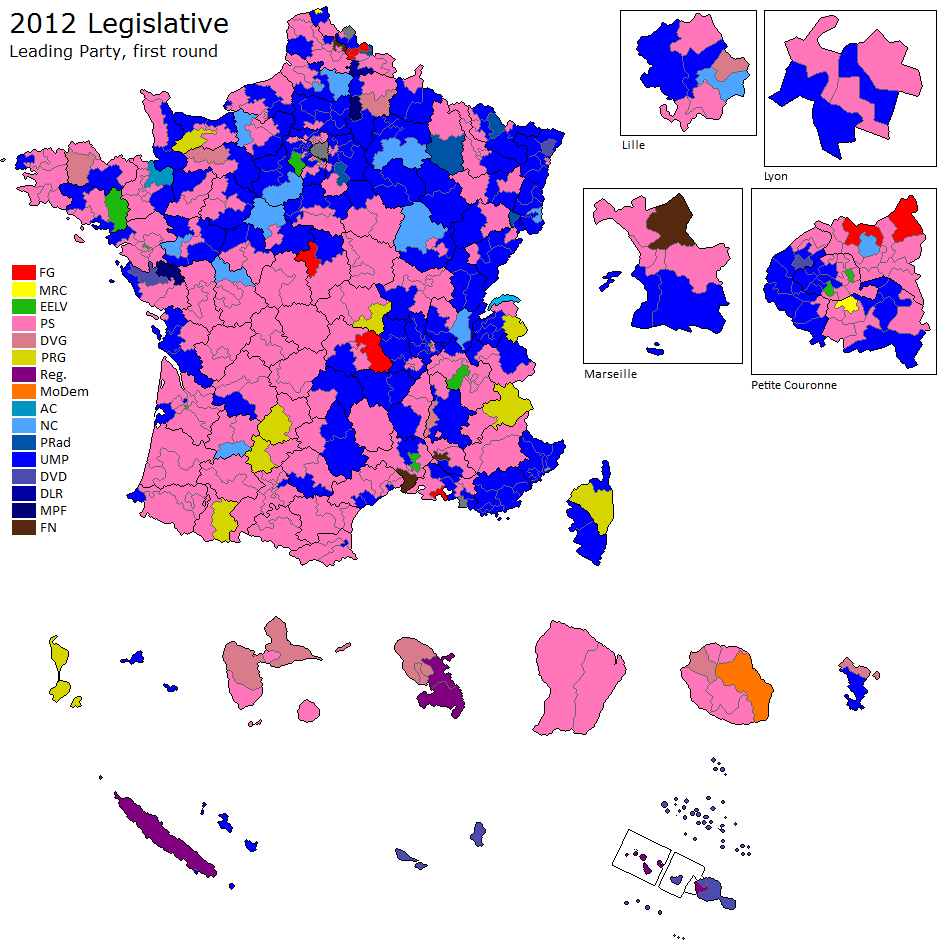 2012 Legislative
Leading Party, first round
Lille
Lyon
Marseille
Petite Couronne
FG
MRC
EELV
PS
DVG
PRG
Reg.
MoDem
AC
NC
PRad
UMP
DVD
DLR
MPF
FN